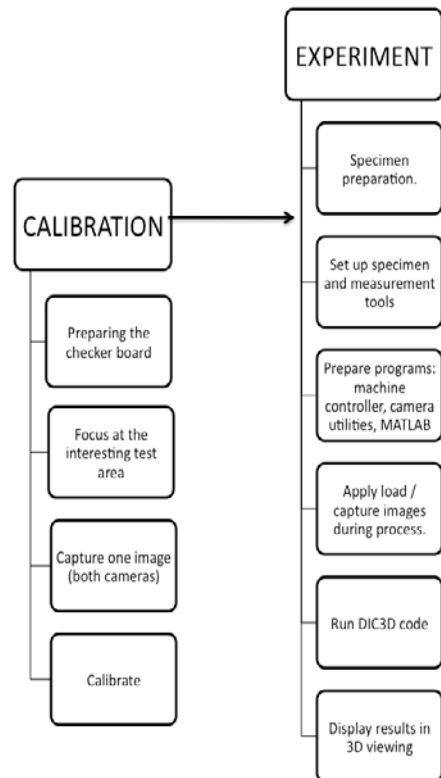 CALIBRATION
Preparing the
checker board
Focus at the
interesting test
area
Capture one image
(both cameras)
Calibrate
EXPERIMENT
Specimen
preparation.
Set up specimen
and measurement
tools
Prepare programs:
machine
controller, camera
utilities, MATLAB
Apply load /
capture images
during process.
Run DIC3D code
Display results in
3D viewing